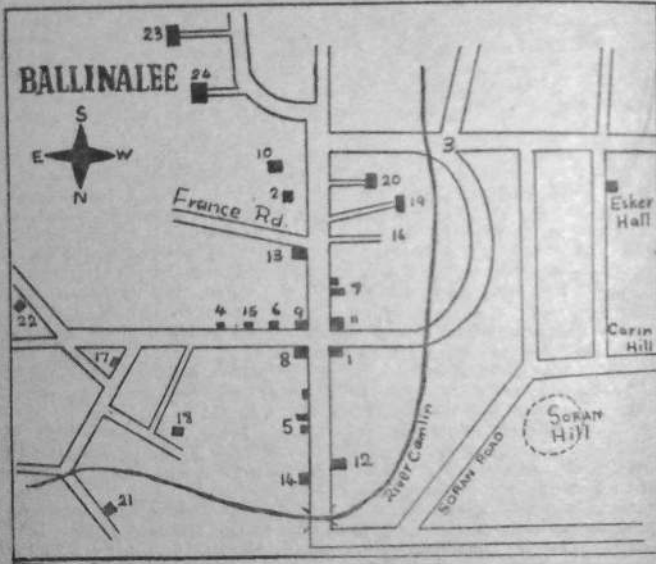 23
BALLINALEE
24
S
E
W
N
10
2
20
3
France Rd.
19
Esker
Hall
16
13
7
22
4
15
6
9
11
Carin
Hill
17
8
1
18
5
SORAN
Hill
12
14
River Camlin
SORAN ROAD
21